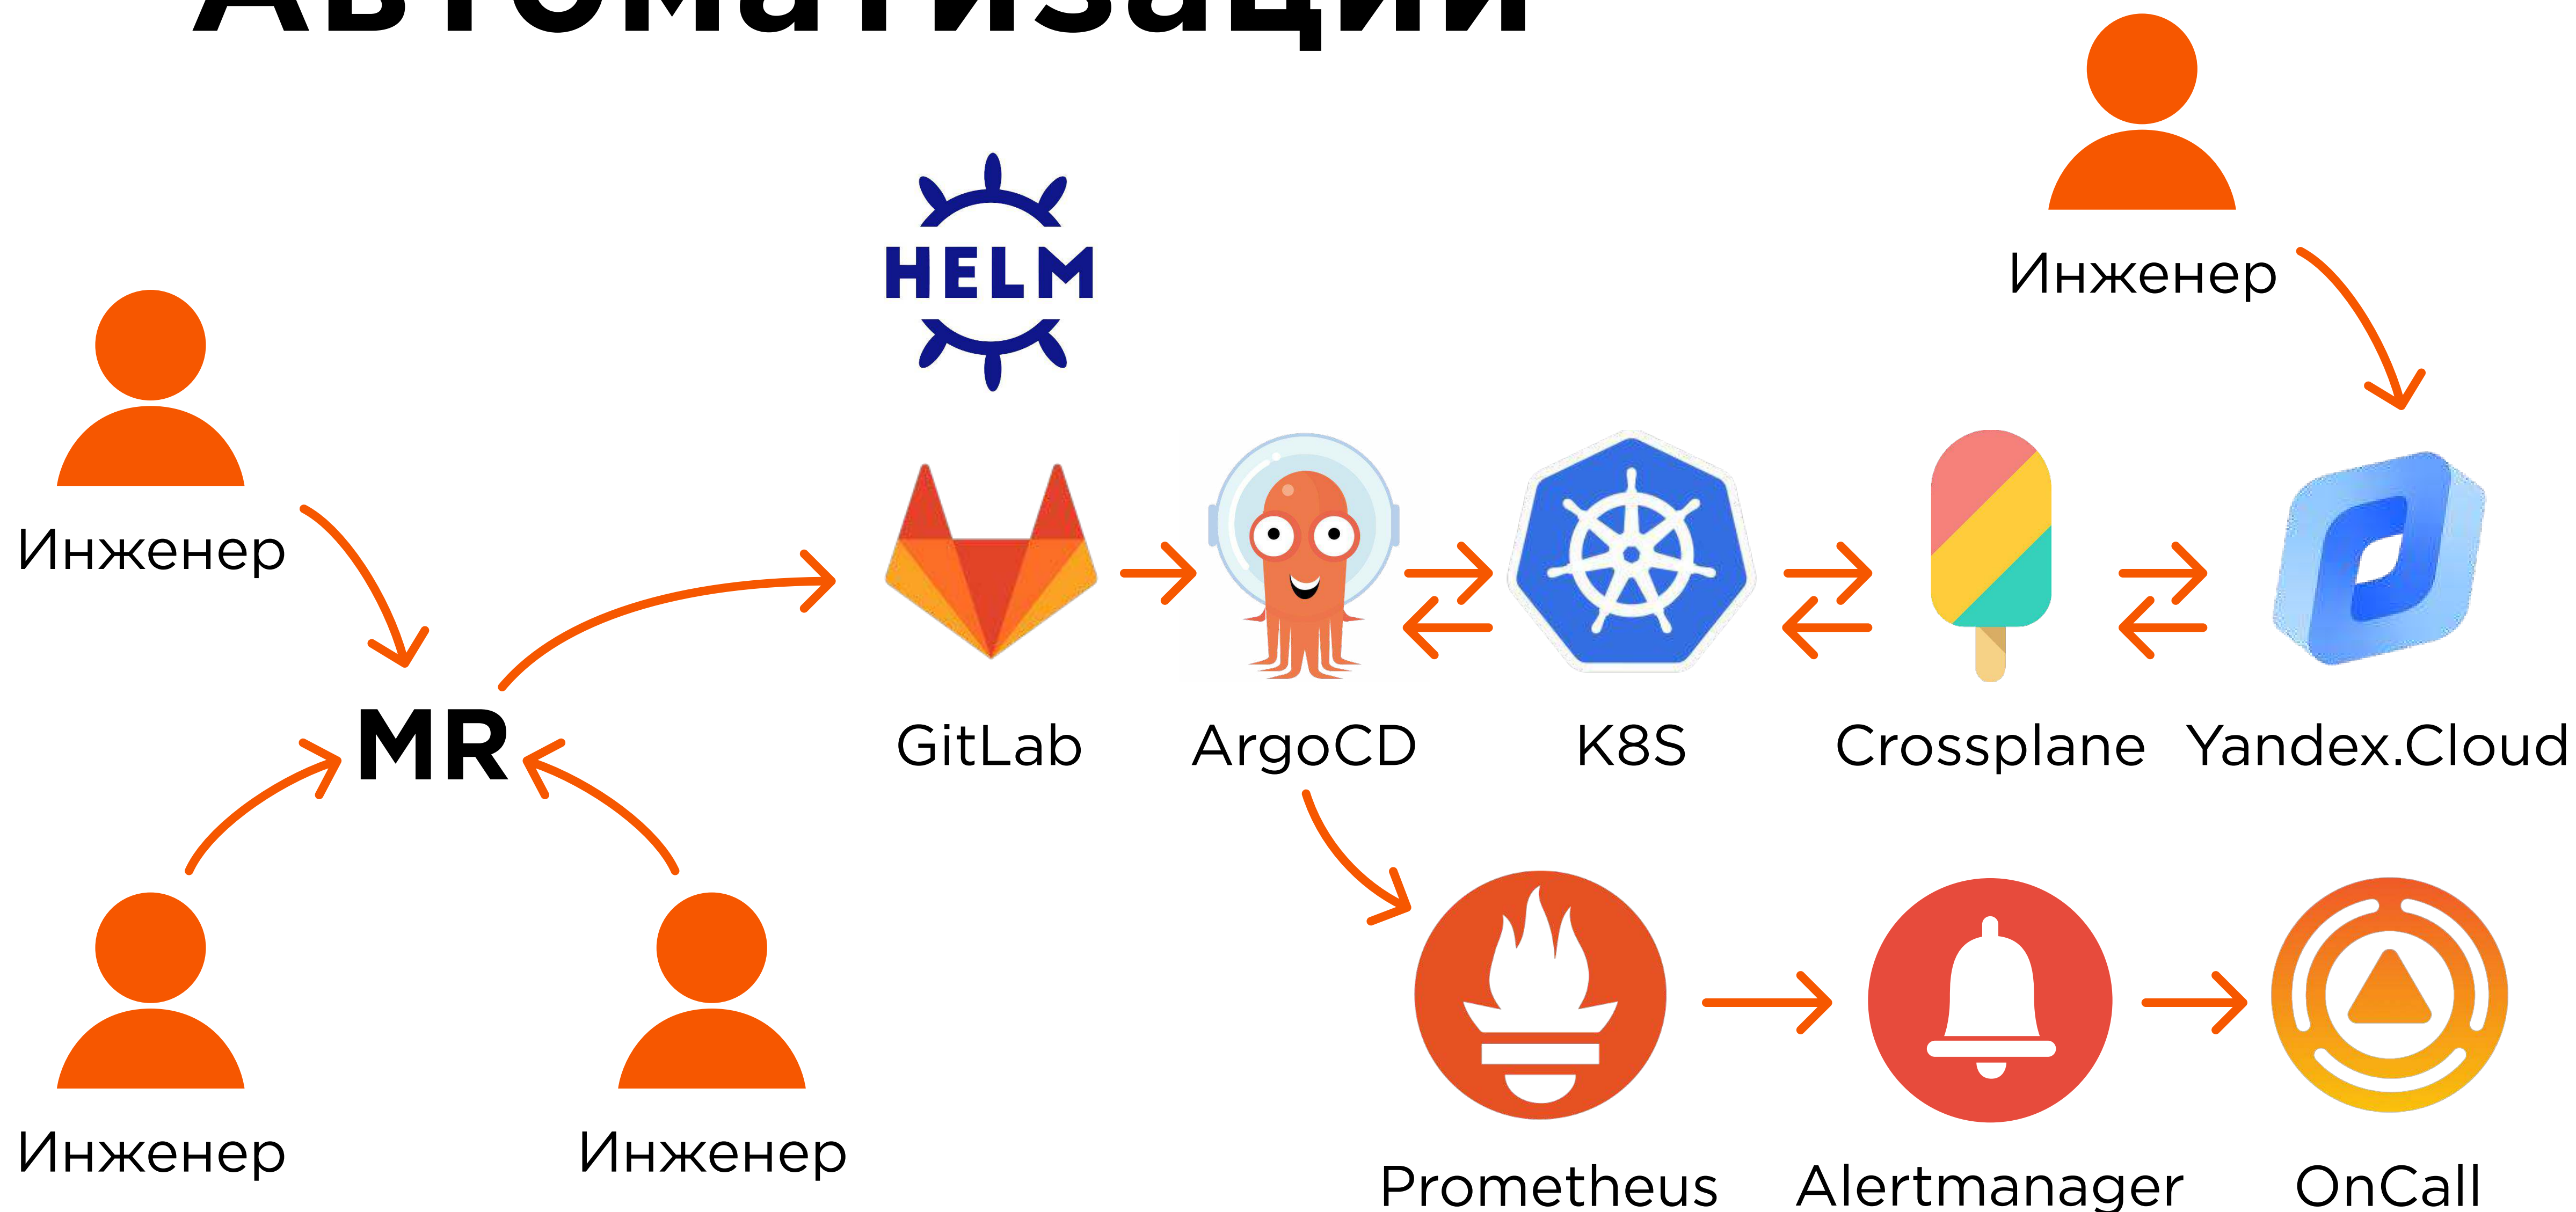 Автоматизации
HELM
Инженер
Инженер
MR
GitLab
ArgoCD
K8S
Crossplane
Yandex.Cloud
Инженер
Инженер
Prometheus
Alertmanager
OnCall